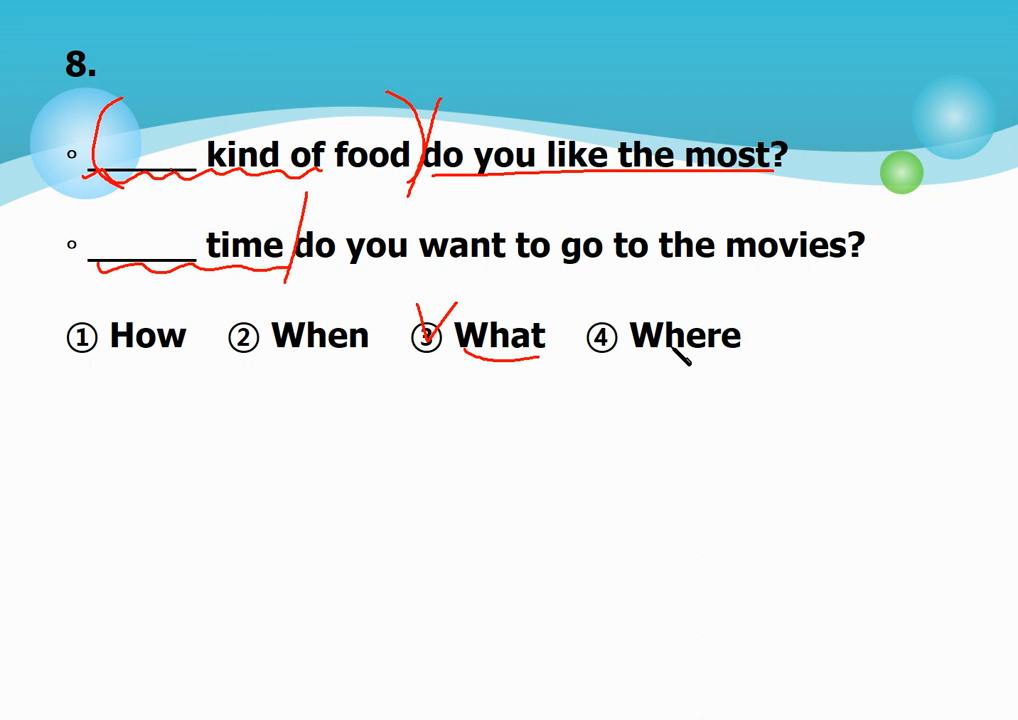 8.
◦ ______ kind of food do you like the most?
◦ ______ time do you want to go to the movies?
① How ② When ③ What ④ Where